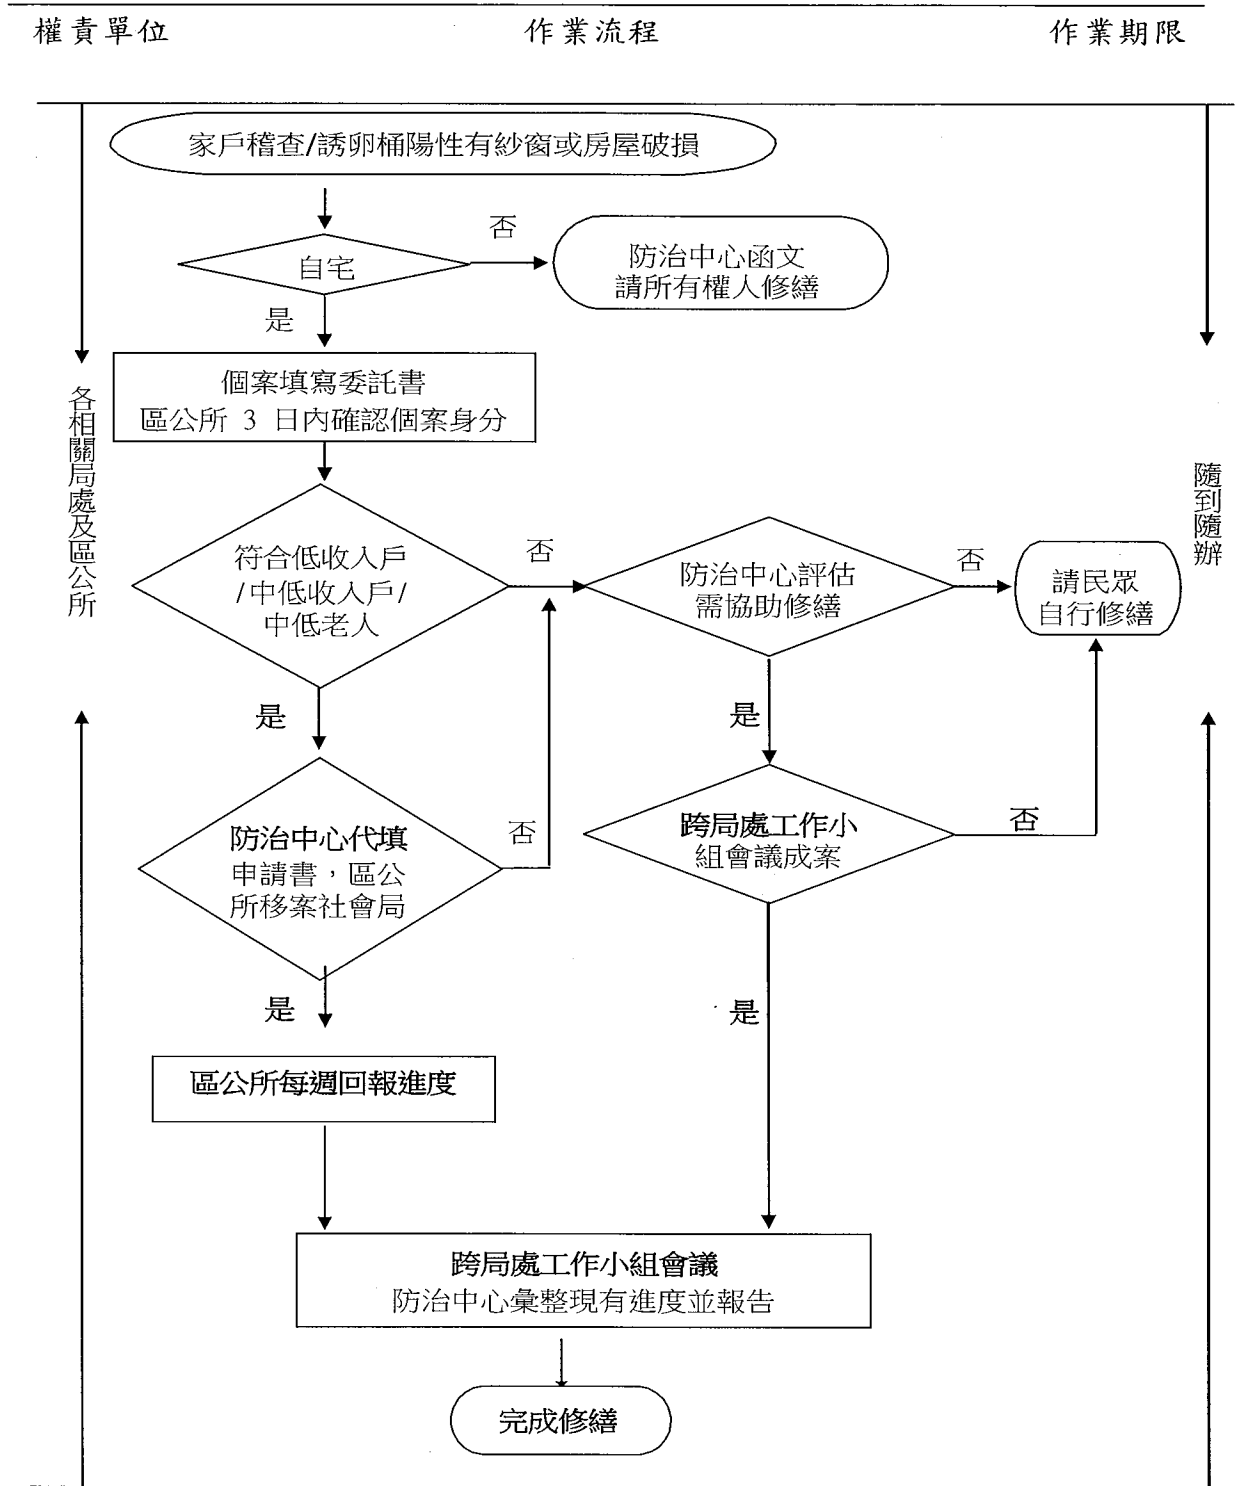 權責單位 作業流程 作業期限
家戶稽查/誘卵桶陽性有紗窗或房屋破損
否
自宅
防治中心函文
請所有權人修繕
是
個案填寫委託書
區公所 3 日內確認個案身分
各相關局處及區公所
隨到隨辦
符合低收入戶
/中低收入戶/
中低老人
否
防治中心評估
需協助修繕
否
請民眾
自行修繕
是
是
防治中心代填
申請書，區公
所移案社會局
否
跨局處工作小
組會議成案
否
是
是
區公所每週回報進度
跨局處工作小組會議
防治中心彙整現有進度並報告
完成修繕